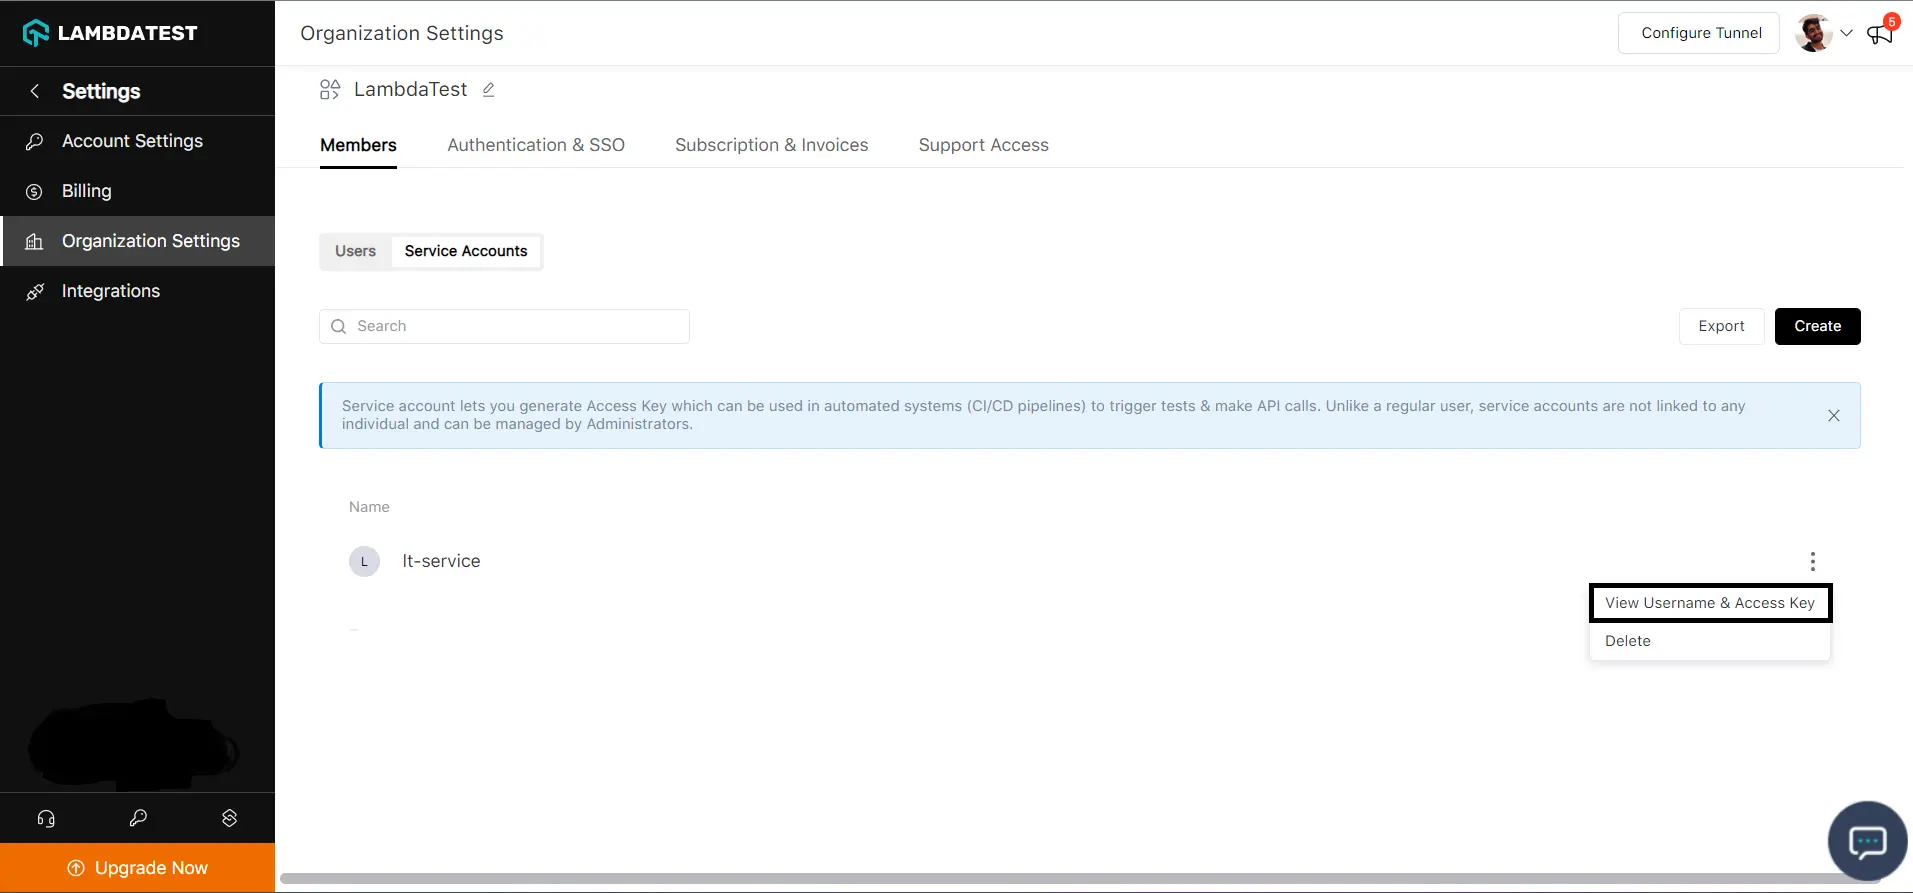 LAMBDATEST
Settings
Account Settings
Billing
Organization Settings
Integrations
Upgrade Now
Organization Settings
Configure Tunnel
5
LambdaTest
Members
Authentication & SSO
Subscription & Invoices
Support Access
Users
Service Accounts
Search
Export
Create
Service account lets you generate Access Key which can be used in automated systems (CI/CD pipelines) to trigger tests & make API calls. Unlike a regular user, service accounts are not linked to any
individual and can be managed by Administrators.
Name
L
lt-service
View Username & Access Key
Delete